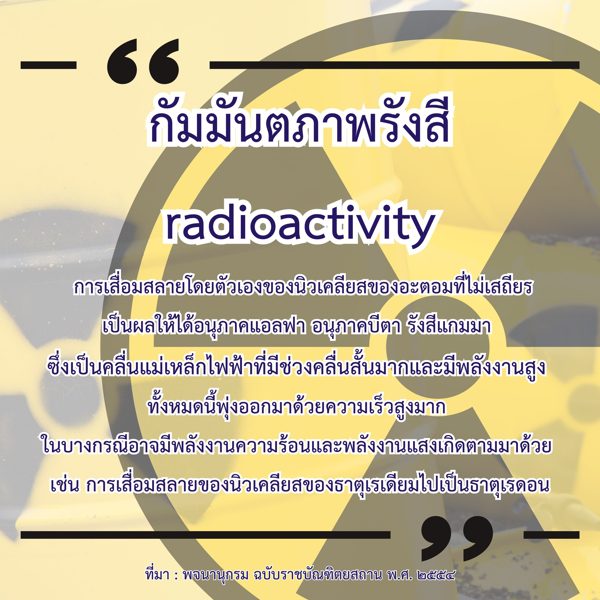 “
กัมมันตภาพรังสี
radioactivity
การเสื่อมสลายโดยตัวเองของนิวเคลียสของอะตอมที่ไม่เสถียร
เป็นผลให้ได้อนุภาคแอลฟา อนุภาคบีตา รังสีแกมมา
ซึ่งเป็นคลื่นแม่เหล็กไฟฟ้าที่มีช่วงคลื่นสั้นมากและมีพลังงานสูง
ทั้งหมดนี้พุ่งออกมาด้วยความเร็วสูงมาก
ในบางกรณีอาจมีพลังงานความร้อนและพลังงานแสงเกิดตามมาด้วย
เช่น การเสื่อมสลายของนิวเคลียสของธาตุเรเดียมไปเป็นธาตุเรดอน
”
ที่มา : พจนานุกรม ฉบับราชบัณฑิตยสถาน พ.ศ. ๒๕๕๔